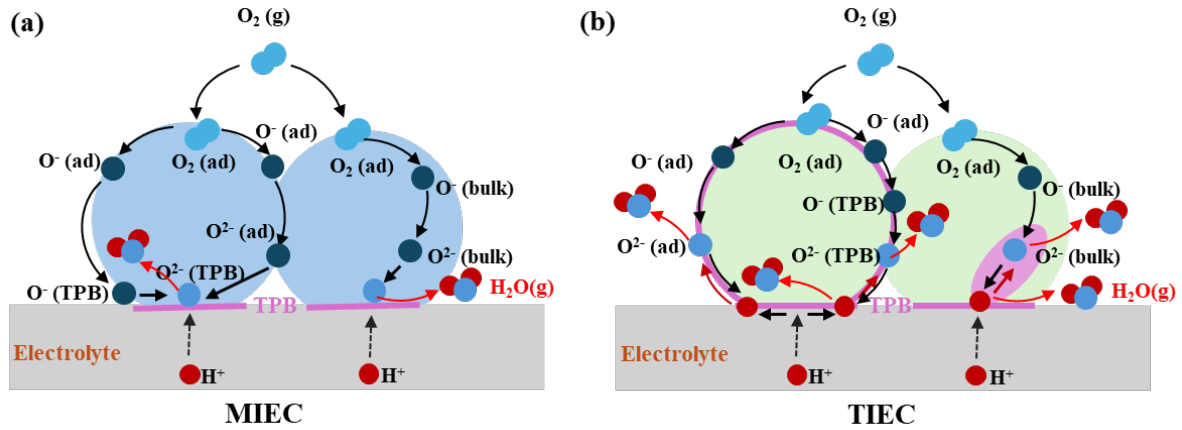 (a)
O₂ (g)
O⁻ (ad)
O⁻ (ad)
O₂ (ad)
O₂ (ad)
O⁻ (bulk)
O²⁻ (ad)
O²⁻ (TPB)
O²⁻ (bulk)
O⁻ (TPB)
H₂O(g)
TPB
Electrolyte
H⁺
H⁺
MIEC
(b)
O₂ (g)
O⁻ (ad)
O⁻ (ad)
O₂ (ad)
O₂ (ad)
O⁻ (bulk)
O⁻ (TPB)
O²⁻ (ad)
O²⁻ (TPB)
O²⁻ (bulk)
H₂O(g)
TPB
Electrolyte
H⁺
H⁺
TIEC